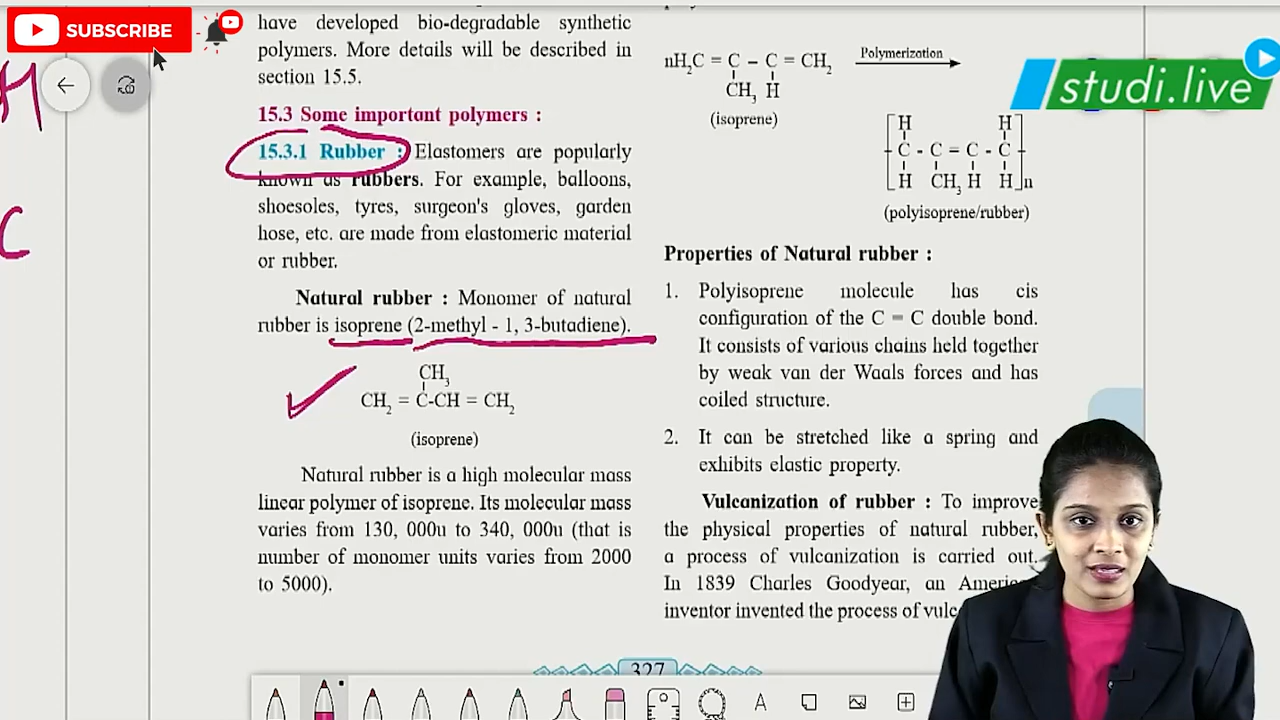 SUBSCRIBE
studi.live
H
C
have developed bio-degradable synthetic
polymers. More details will be described in
section 15.5.
15.3 Some important polymers :
15.3.1 Rubber : Elastomers are popularly
known as rubbers. For example, balloons,
shoesoles, tyres, surgeon's gloves, garden
hose, etc. are made from elastomeric material
or rubber.
Natural rubber : Monomer of natural
rubber is isoprene (2-methyl - 1, 3-butadiene).
CH₃
CH₂ = C-CH = CH₂
(isoprene)
Natural rubber is a high molecular mass
linear polymer of isoprene. Its molecular mass
varies from 130, 000u to 340, 000u (that is
number of monomer units varies from 2000
to 5000).
nH₂C = C – C = CH₂ Polymerization
CH₃ H
(isoprene)
H H
C - C = C - C
H CH₃ H H n
(polyisoprene/rubber)
Properties of Natural rubber :
1. Polyisoprene molecule has cis
configuration of the C = C double bond.
It consists of various chains held together
by weak van der Waals forces and has
coiled structure.
2. It can be stretched like a spring and
exhibits elastic property.
Vulcanization of rubber : To improve
the physical properties of natural rubber,
a process of vulcanization is carried out.
In 1839 Charles Goodyear, an
inventor invented the process of
327
A